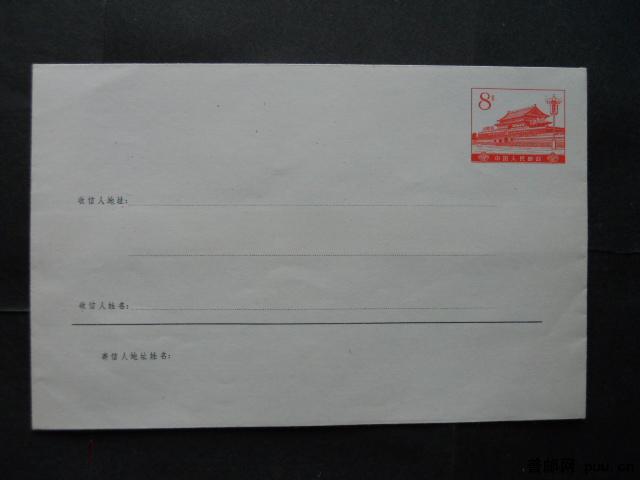 8分
中国人民邮政
收信人地址：
收信人姓名：
寄信人地址姓名：
普邮网 puu.cn